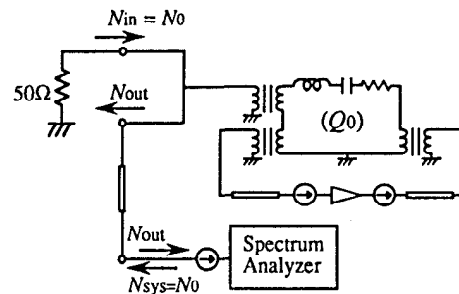 Nin = N0
50Ω
Nout
(Q0)
Nout
Nsys=N0
Spectrum
Analyzer